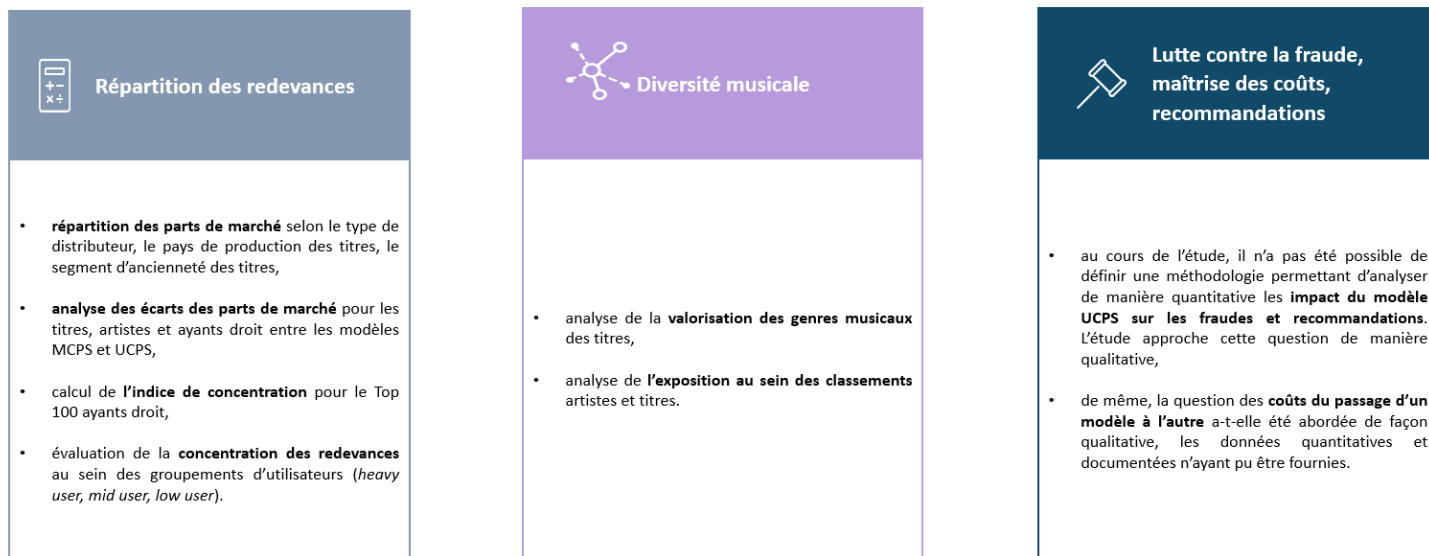 Répartition des redevances
• répartition des parts de marché selon le type de
distributeur, le pays de production des titres, le
segment d'ancienneté des titres,
• analyse des écarts des parts de marché pour les
titres, artistes et ayants droit entre les modèles
MCPS et UCPS,
• calcul de l'indice de concentration pour le Top
100 ayants droit,
• évaluation de la concentration des redevances
au sein des groupements d'utilisateurs (heavy
user, mid user, low user).
Diversité musicale
• analyse de la valorisation des genres musicaux
des titres,
• analyse de l'exposition au sein des classements
artistes et titres.
Lutte contre la fraude,
maîtrise des coûts,
recommandations
• au cours de l'étude, il n'a pas été possible de
définir une méthodologie permettant d'analyser
de manière quantitative les impact du modèle
UCPS sur les fraudes et recommandations.
L'étude approche cette question de manière
qualitative,
• de même, la question des coûts du passage d'un
modèle à l'autre a-t-elle été abordée de façon
qualitative, les données quantitatives et
documentées n'ayant pu être fournies.